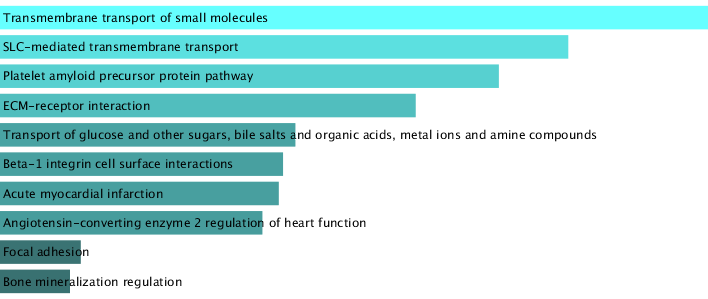 Transmembrane transport of small molecules
SLC-mediated transmembrane transport
Platelet amyloid precursor protein pathway
ECM-receptor interaction
Transport of glucose and other sugars, bile salts and organic acids, metal ions and amine compounds
Beta-1 integrin cell surface interactions
Acute myocardial infarction
Angiotensin-converting enzyme 2 regulation of heart function
Focal adhesion
Bone mineralization regulation